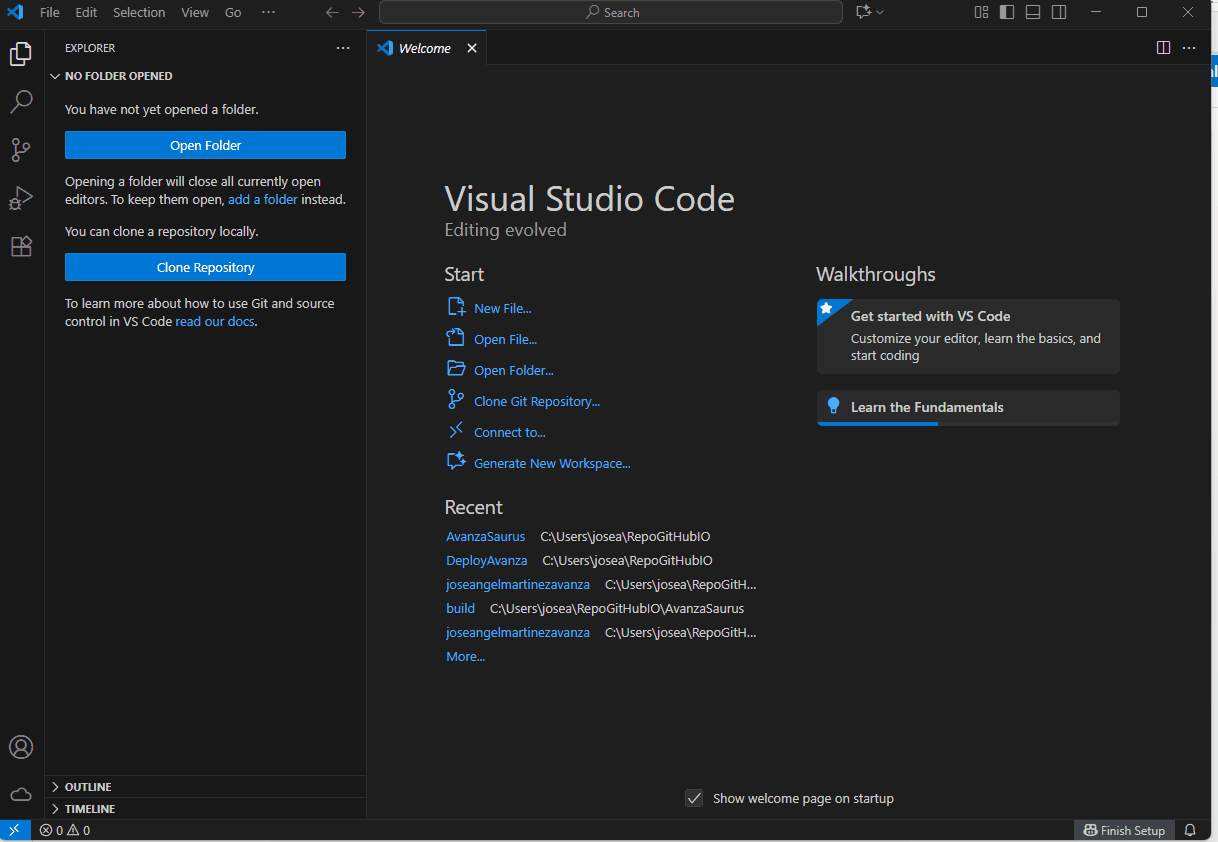 File Edit Selection View Go ···
Search
EXPLORER ···
NO FOLDER OPENED
You have not yet opened a folder.
Open Folder
Opening a folder will close all currently open
editors. To keep them open, add a folder instead.
You can clone a repository locally.
Clone Repository
To learn more about how to use Git and source
control in VS Code read our docs.
OUTLINE
TIMELINE
Welcome
Visual Studio Code
Editing evolved
Start
New File...
Open File...
Open Folder...
Clone Git Repository...
Connect to...
Generate New Workspace...
Recent
AvanzaSaurus C:\Users\josea\RepoGitHubIO
DeployAvanza C:\Users\josea\RepoGitHubIO
joseangelmartinezavanza C:\Users\josea\RepoGitH...
build C:\Users\josea\RepoGitHubIO\AvanzaSaurus
joseangelmartinezavanza C:\Users\josea\RepoGitH...
More...
Walkthroughs
Get started with VS Code
Customize your editor, learn the basics, and
start coding
Learn the Fundamentals
Show welcome page on startup
0 0
Finish Setup